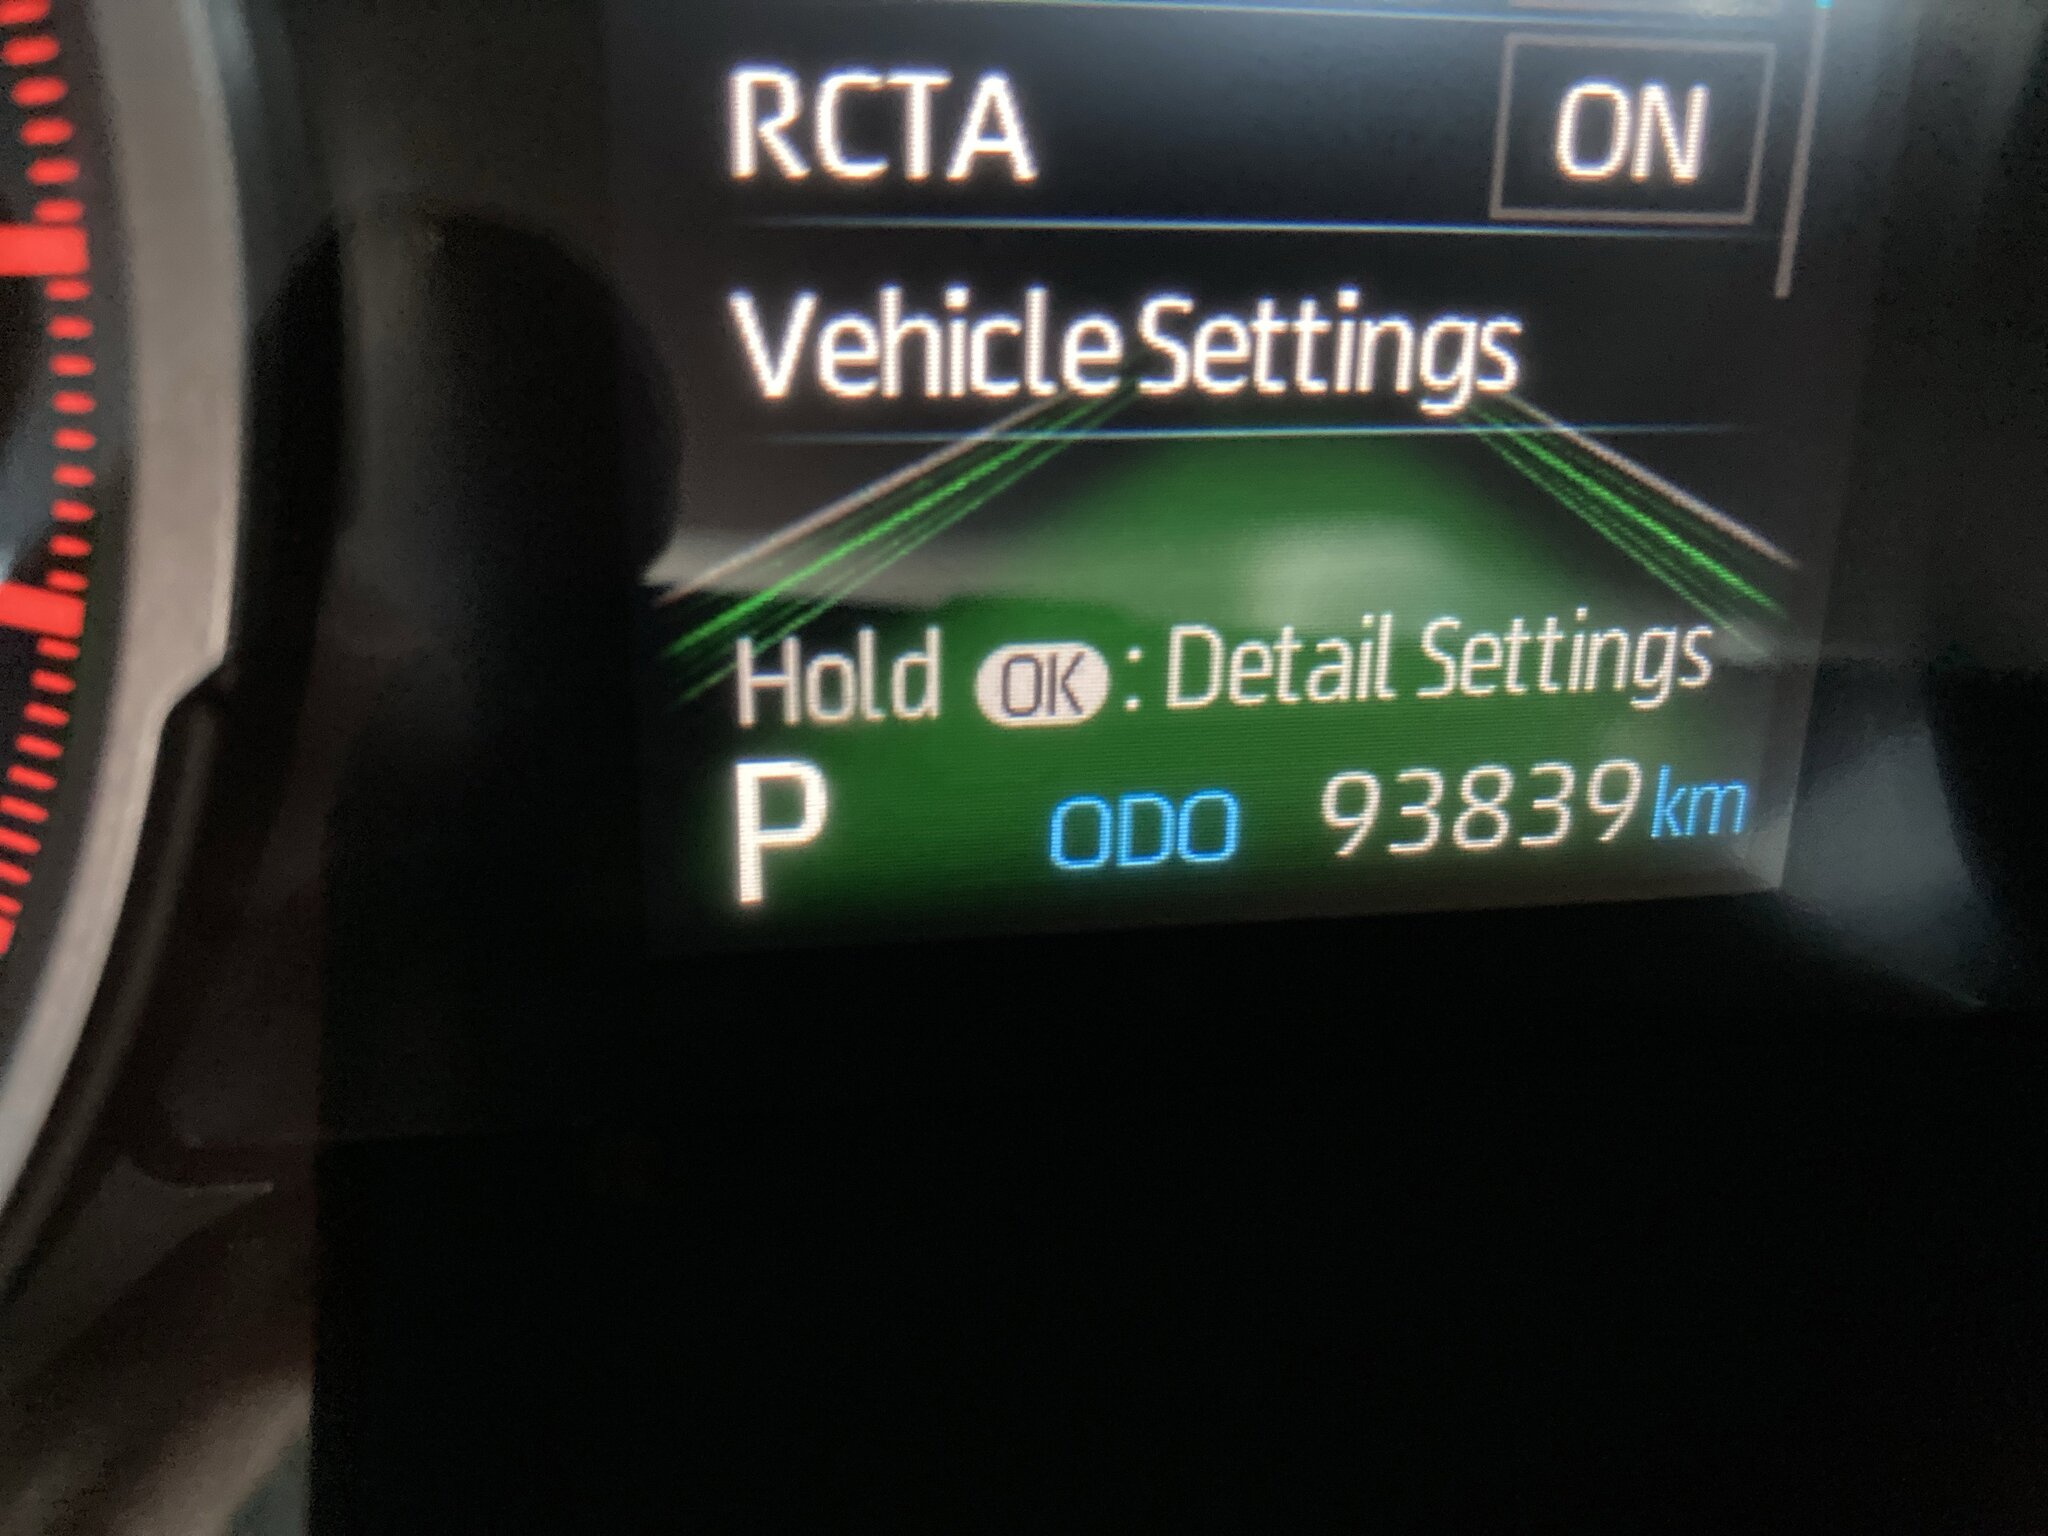 RCTA ON
Vehicle Settings
Hold OK : Detail Settings
P ODO 93839 km